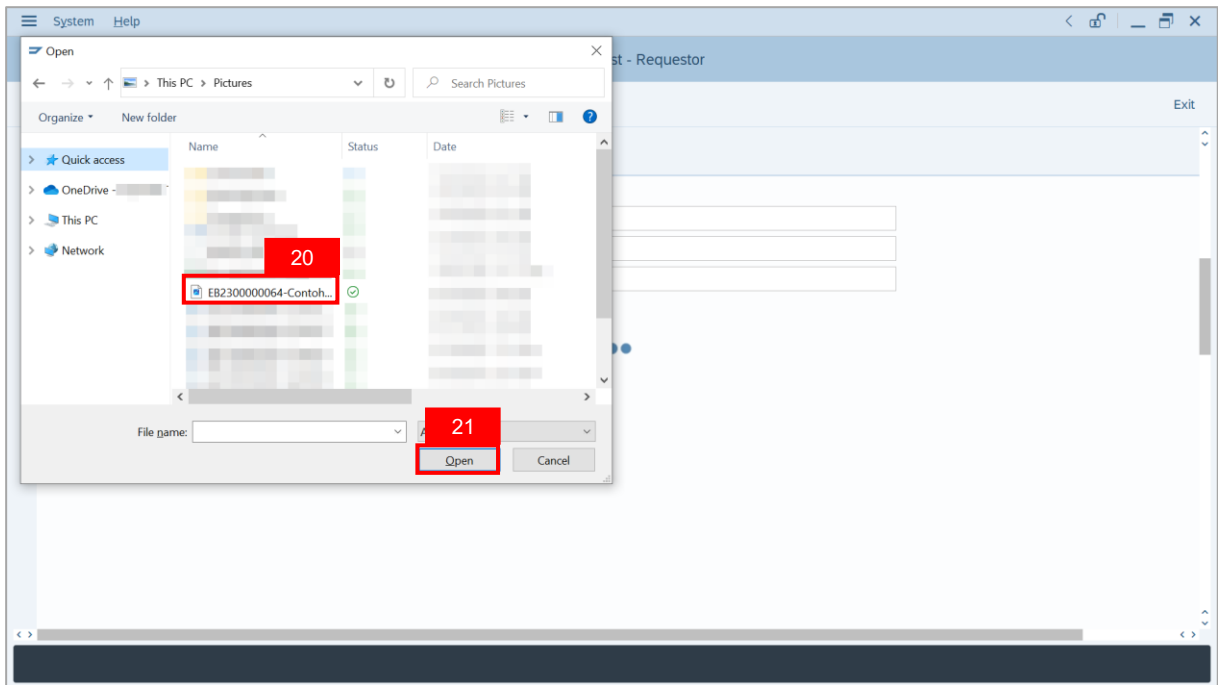 System Help
Open
st - Requestor
This PC > Pictures
Search Pictures
Exit
Organize
New folder
Name
Status
Date
Quick access
OneDrive -
This PC
Network
20
EB2300000064-Contoh...
File name:
21
Open
Cancel